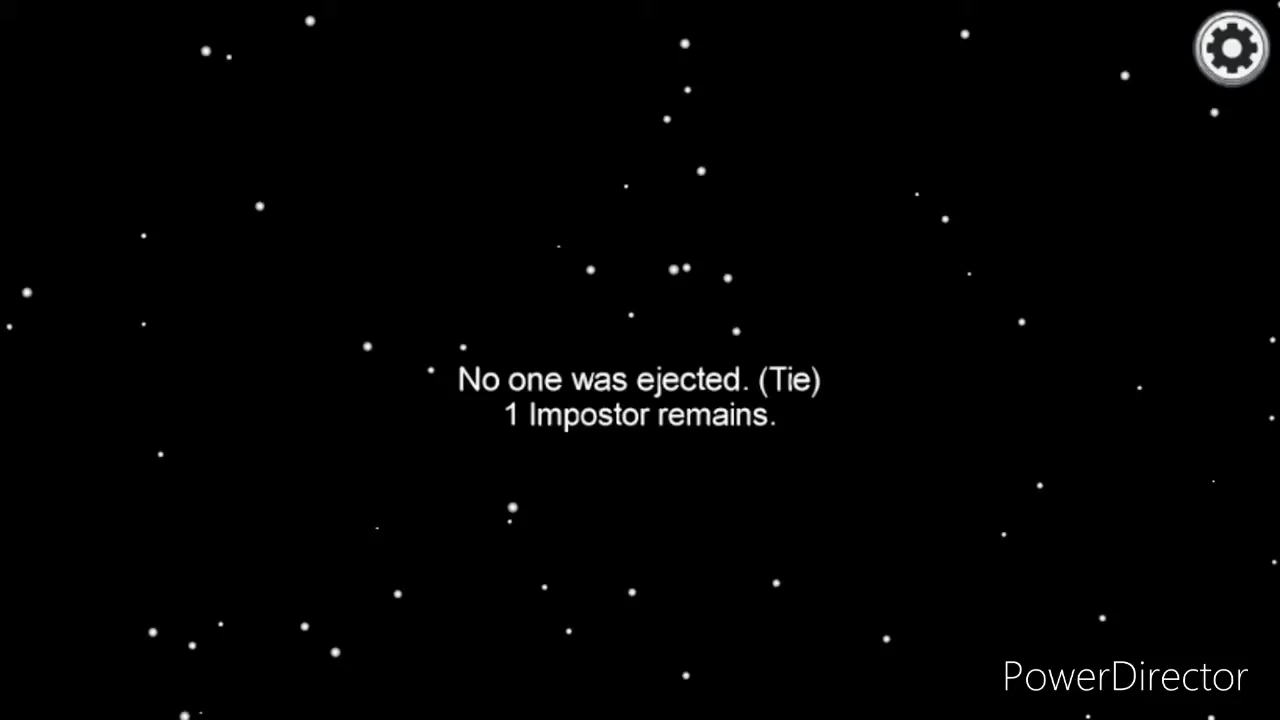 No one was ejected. (Tie)
1 Impostor remains.
PowerDirector